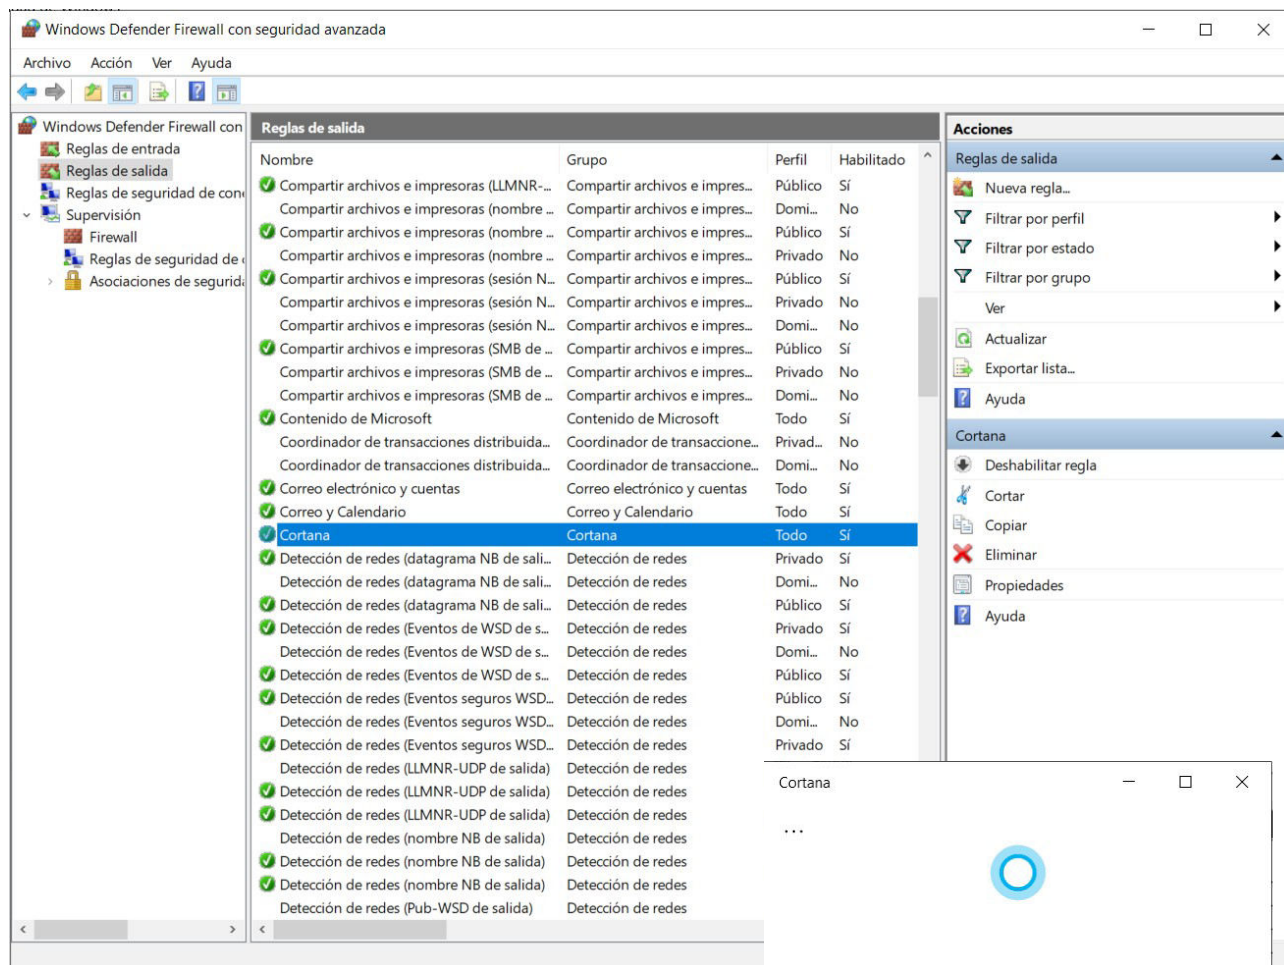 Windows Defender Firewall con seguridad avanzada
Archivo Acción Ver Ayuda
Windows Defender Firewall con
Reglas de entrada
Reglas de salida
Reglas de seguridad de cone
Supervisión
Firewall
Reglas de seguridad de
Asociaciones de segurida
Reglas de salida
Nombre Grupo Perfil Habilitado
Compartir archivos e impresoras (LLMNR-... Compartir archivos e impres... Público Sí
Compartir archivos e impresoras (nombre ... Compartir archivos e impres... Domi... No
Compartir archivos e impresoras (nombre ... Compartir archivos e impres... Público Sí
Compartir archivos e impresoras (nombre ... Compartir archivos e impres... Privado No
Compartir archivos e impresoras (sesión N... Compartir archivos e impres... Público Sí
Compartir archivos e impresoras (sesión N... Compartir archivos e impres... Privado No
Compartir archivos e impresoras (sesión N... Compartir archivos e impres... Domi... No
Compartir archivos e impresoras (SMB de ... Compartir archivos e impres... Público Sí
Compartir archivos e impresoras (SMB de ... Compartir archivos e impres... Privado No
Compartir archivos e impresoras (SMB de ... Compartir archivos e impres... Domi... No
Contenido de Microsoft Contenido de Microsoft Todo Sí
Coordinador de transacciones distribuida... Coordinador de transaccione... Privad... No
Coordinador de transacciones distribuida... Coordinador de transaccione... Domi... No
Correo electrónico y cuentas Correo electrónico y cuentas Todo Sí
Correo y Calendario Correo y Calendario Todo Sí
Cortana Cortana Todo Sí
Detección de redes (datagrama NB de sali... Detección de redes Privado Sí
Detección de redes (datagrama NB de sali... Detección de redes Domi... No
Detección de redes (datagrama NB de sali... Detección de redes Público Sí
Detección de redes (Eventos de WSD de s... Detección de redes Privado Sí
Detección de redes (Eventos de WSD de s... Detección de redes Domi... No
Detección de redes (Eventos de WSD de s... Detección de redes Público Sí
Detección de redes (Eventos seguros WSD... Detección de redes Público Sí
Detección de redes (Eventos seguros WSD... Detección de redes Domi... No
Detección de redes (Eventos seguros WSD... Detección de redes Privado Sí
Detección de redes (LLMNR-UDP de salida) Detección de redes
Detección de redes (LLMNR-UDP de salida) Detección de redes
Detección de redes (LLMNR-UDP de salida) Detección de redes
Detección de redes (nombre NB de salida) Detección de redes
Detección de redes (nombre NB de salida) Detección de redes
Detección de redes (nombre NB de salida) Detección de redes
Detección de redes (Pub-WSD de salida) Detección de redes
Acciones
Reglas de salida
Nueva regla...
Filtrar por perfil
Filtrar por estado
Filtrar por grupo
Ver
Actualizar
Exportar lista...
Ayuda
Cortana
Deshabilitar regla
Cortar
Copiar
Eliminar
Propiedades
Ayuda
Cortana
...